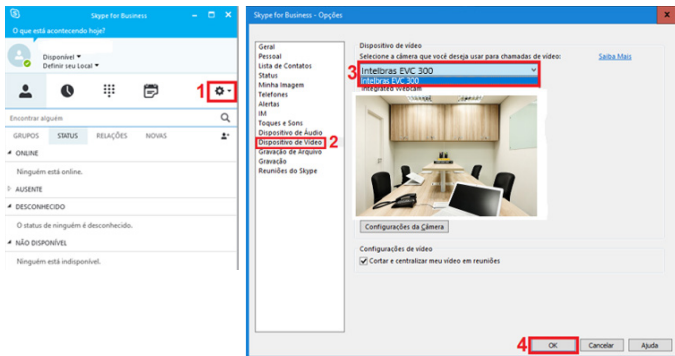 Skype for Business
O que está acontecendo hoje?
Disponível
Definir seu Local
1
Encontrar alguém
GRUPOS STATUS RELAÇÕES NOVAS
ONLINE
Ninguém está online.
AUSENTE
DESCONHECIDO
O status de ninguém é desconhecido.
NÃO DISPONÍVEL
Ninguém está indisponível.
Skype for Business - Opções
Geral
Pessoal
Lista de Contatos
Status
Minha Imagem
Telefones
Alertas
IM
Toques e Sons
Dispositivo de Áudio
Dispositivo de Vídeo 2
Gravação de Arquivo
Gravação
Reuniões do Skype
Dispositivo de vídeo
Selecione a câmera que você deseja usar para chamadas de vídeo: Saiba Mais
3 Intelbras EVC 300
Intelbras EVC 300
Integrated Webcam
Configurações da Câmera
Configurações de vídeo
Cortar e centralizar meu vídeo em reuniões
4 OK Cancelar Ajuda